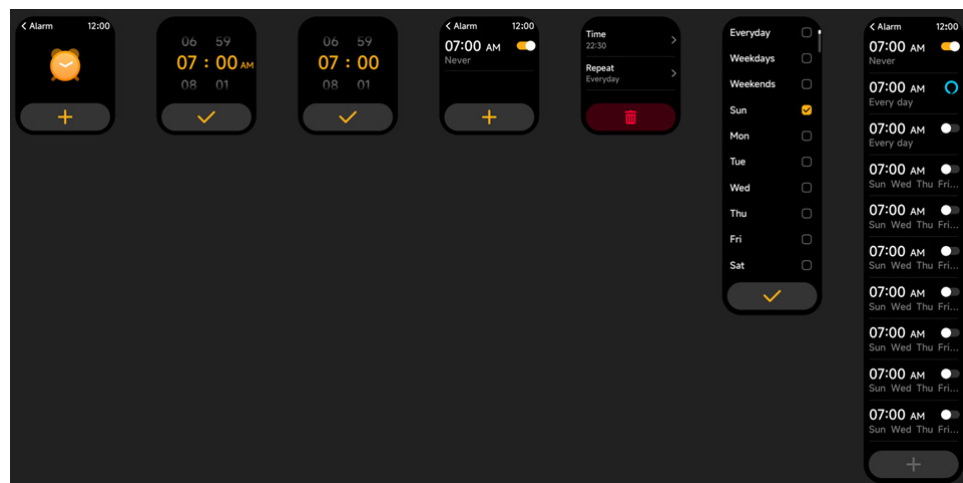 < Alarm 12:00
06 59
07 : 00 AM
08 01
06 59
07 : 00
08 01
< Alarm 12:00
07:00 AM
Never
Time
22:30
Repeat
Everyday
Everyday
Weekdays
Weekends
Sun
Mon
Tue
Wed
Thu
Fri
Sat
< Alarm 12:00
07:00 AM
Never
07:00 AM
Every day
07:00 AM
Every day
07:00 AM
Sun Wed Thu Fri...
07:00 AM
Sun Wed Thu Fri...
07:00 AM
Sun Wed Thu Fri...
07:00 AM
Sun Wed Thu Fri...
07:00 AM
Sun Wed Thu Fri...
07:00 AM
Sun Wed Thu Fri...
07:00 AM
Sun Wed Thu Fri...